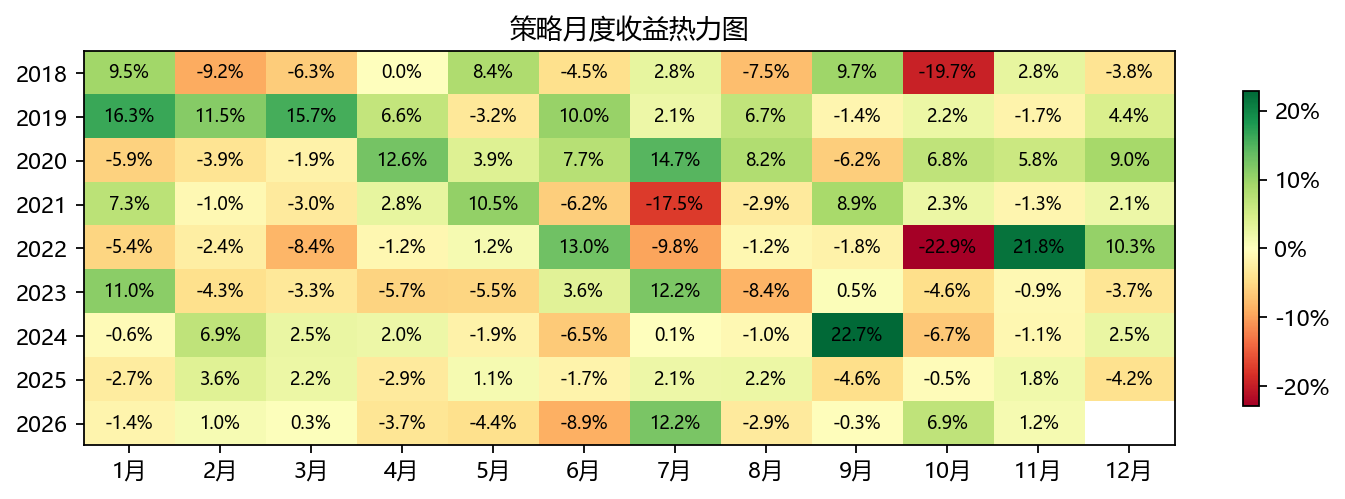 策略月度收益热力图
2018 9.5% -9.2% -6.3% 0.0% 8.4% -4.5% 2.8% -7.5% 9.7% -19.7% 2.8% -3.8%
2019 16.3% 11.5% 15.7% 6.6% -3.2% 10.0% 2.1% 6.7% -1.4% 2.2% -1.7% 4.4%
2020 -5.9% -3.9% -1.9% 12.6% 3.9% 7.7% 14.7% 8.2% -6.2% 6.8% 5.8% 9.0%
2021 7.3% -1.0% -3.0% 2.8% 10.5% -6.2% -17.5% -2.9% 8.9% 2.3% -1.3% 2.1%
2022 -5.4% -2.4% -8.4% -1.2% 1.2% 13.0% -9.8% -1.2% -1.8% -22.9% 21.8% 10.3%
2023 11.0% -4.3% -3.3% -5.7% -5.5% 3.6% 12.2% -8.4% 0.5% -4.6% -0.9% -3.7%
2024 -0.6% 6.9% 2.5% 2.0% -1.9% -6.5% 0.1% -1.0% 22.7% -6.7% -1.1% 2.5%
2025 -2.7% 3.6% 2.2% -2.9% 1.1% -1.7% 2.1% 2.2% -4.6% -0.5% 1.8% -4.2%
2026 -1.4% 1.0% 0.3% -3.7% -4.4% -8.9% 12.2% -2.9% -0.3% 6.9% 1.2%
1月 2月 3月 4月 5月 6月 7月 8月 9月 10月 11月 12月
20%
10%
0%
-10%
-20%